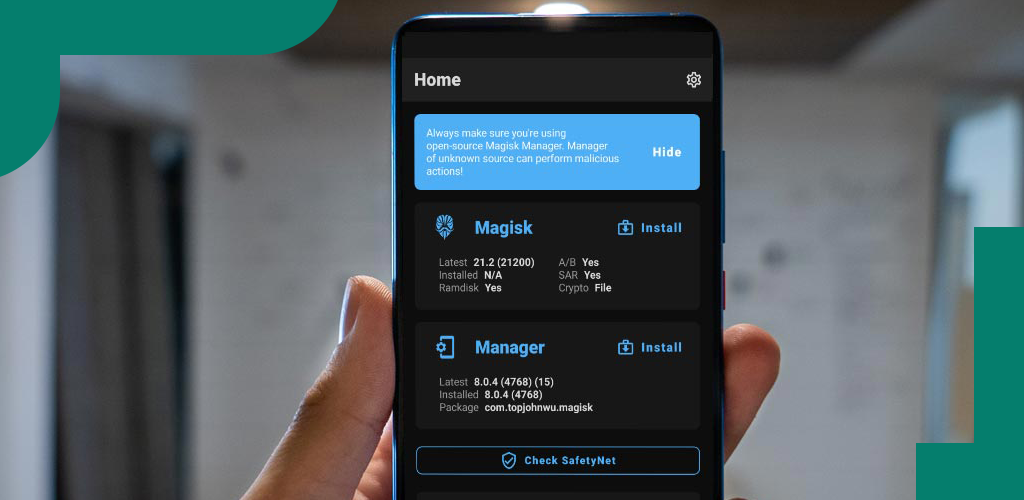 Home
Always make sure you're using
open-source Magisk Manager. Manager
of unknown source can perform malicious
actions!
Hide
Magisk
Install
Latest 21.2 (21200) A/B Yes
Installed N/A SAR Yes
Ramdisk Yes Crypto File
Manager
Install
Latest 8.0.4 (4768) (15)
Installed 8.0.4 (4768)
Package com.topjohnwu.magisk
Check SafetyNet